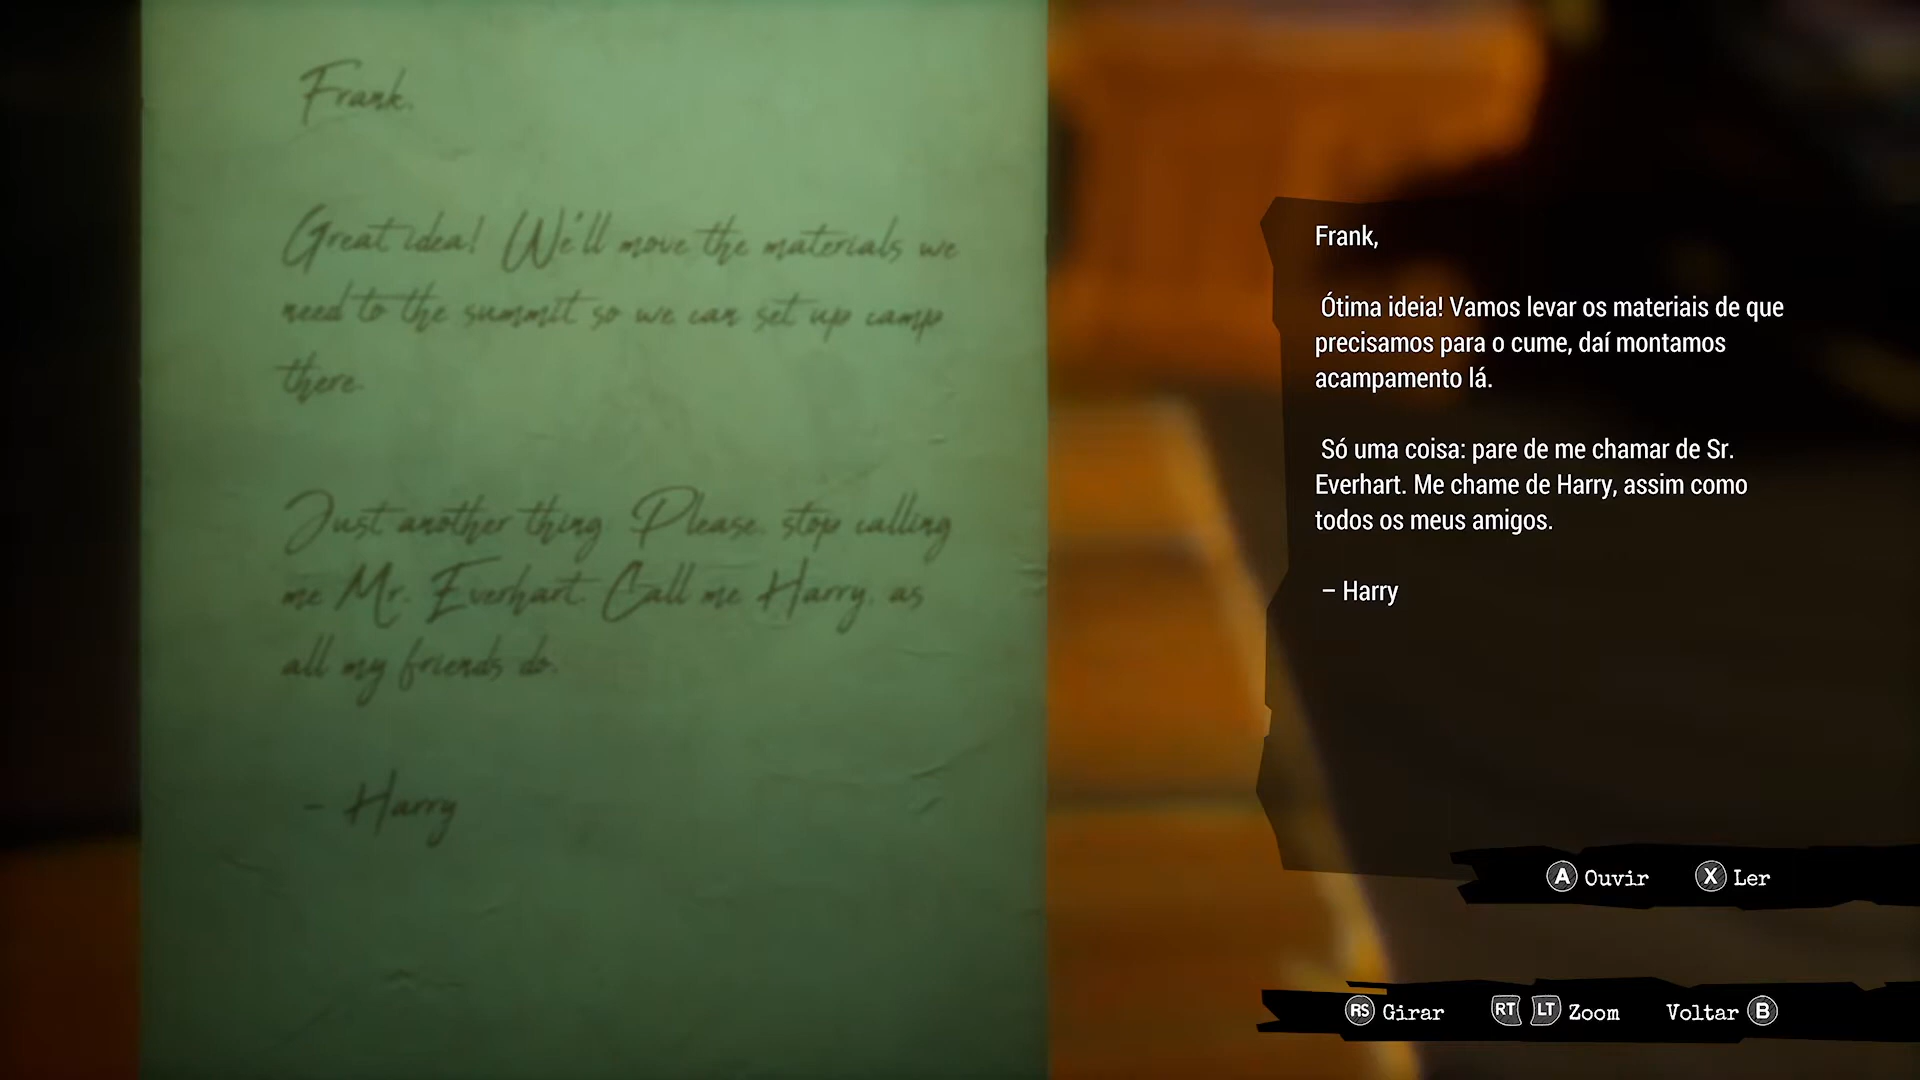 Frank,
Great idea! We'll move the materials we
need to the summit so we can set up camp
there.
Just another thing. Please, stop calling
me Mr. Everhart. Call me Harry, as
all my friends do.
– Harry
Frank,
Ótima ideia! Vamos levar os materiais de que
precisamos para o cume, daí montamos
acampamento lá.
Só uma coisa: pare de me chamar de Sr.
Everhart. Me chame de Harry, assim como
todos os meus amigos.
– Harry
A Ouvir X Ler
RS Girar RT LT Zoom Voltar B